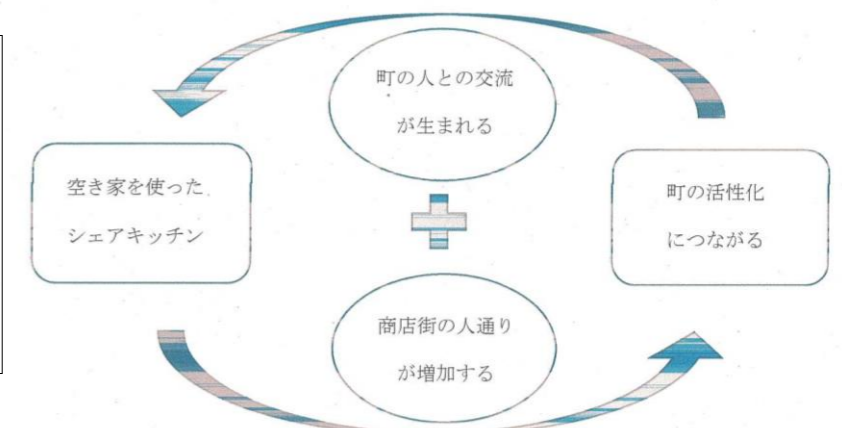 町の人との交流
が生まれる
空き家を使った
シェアキッチン
町の活性化
につながる
商店街の人通り
が増加する